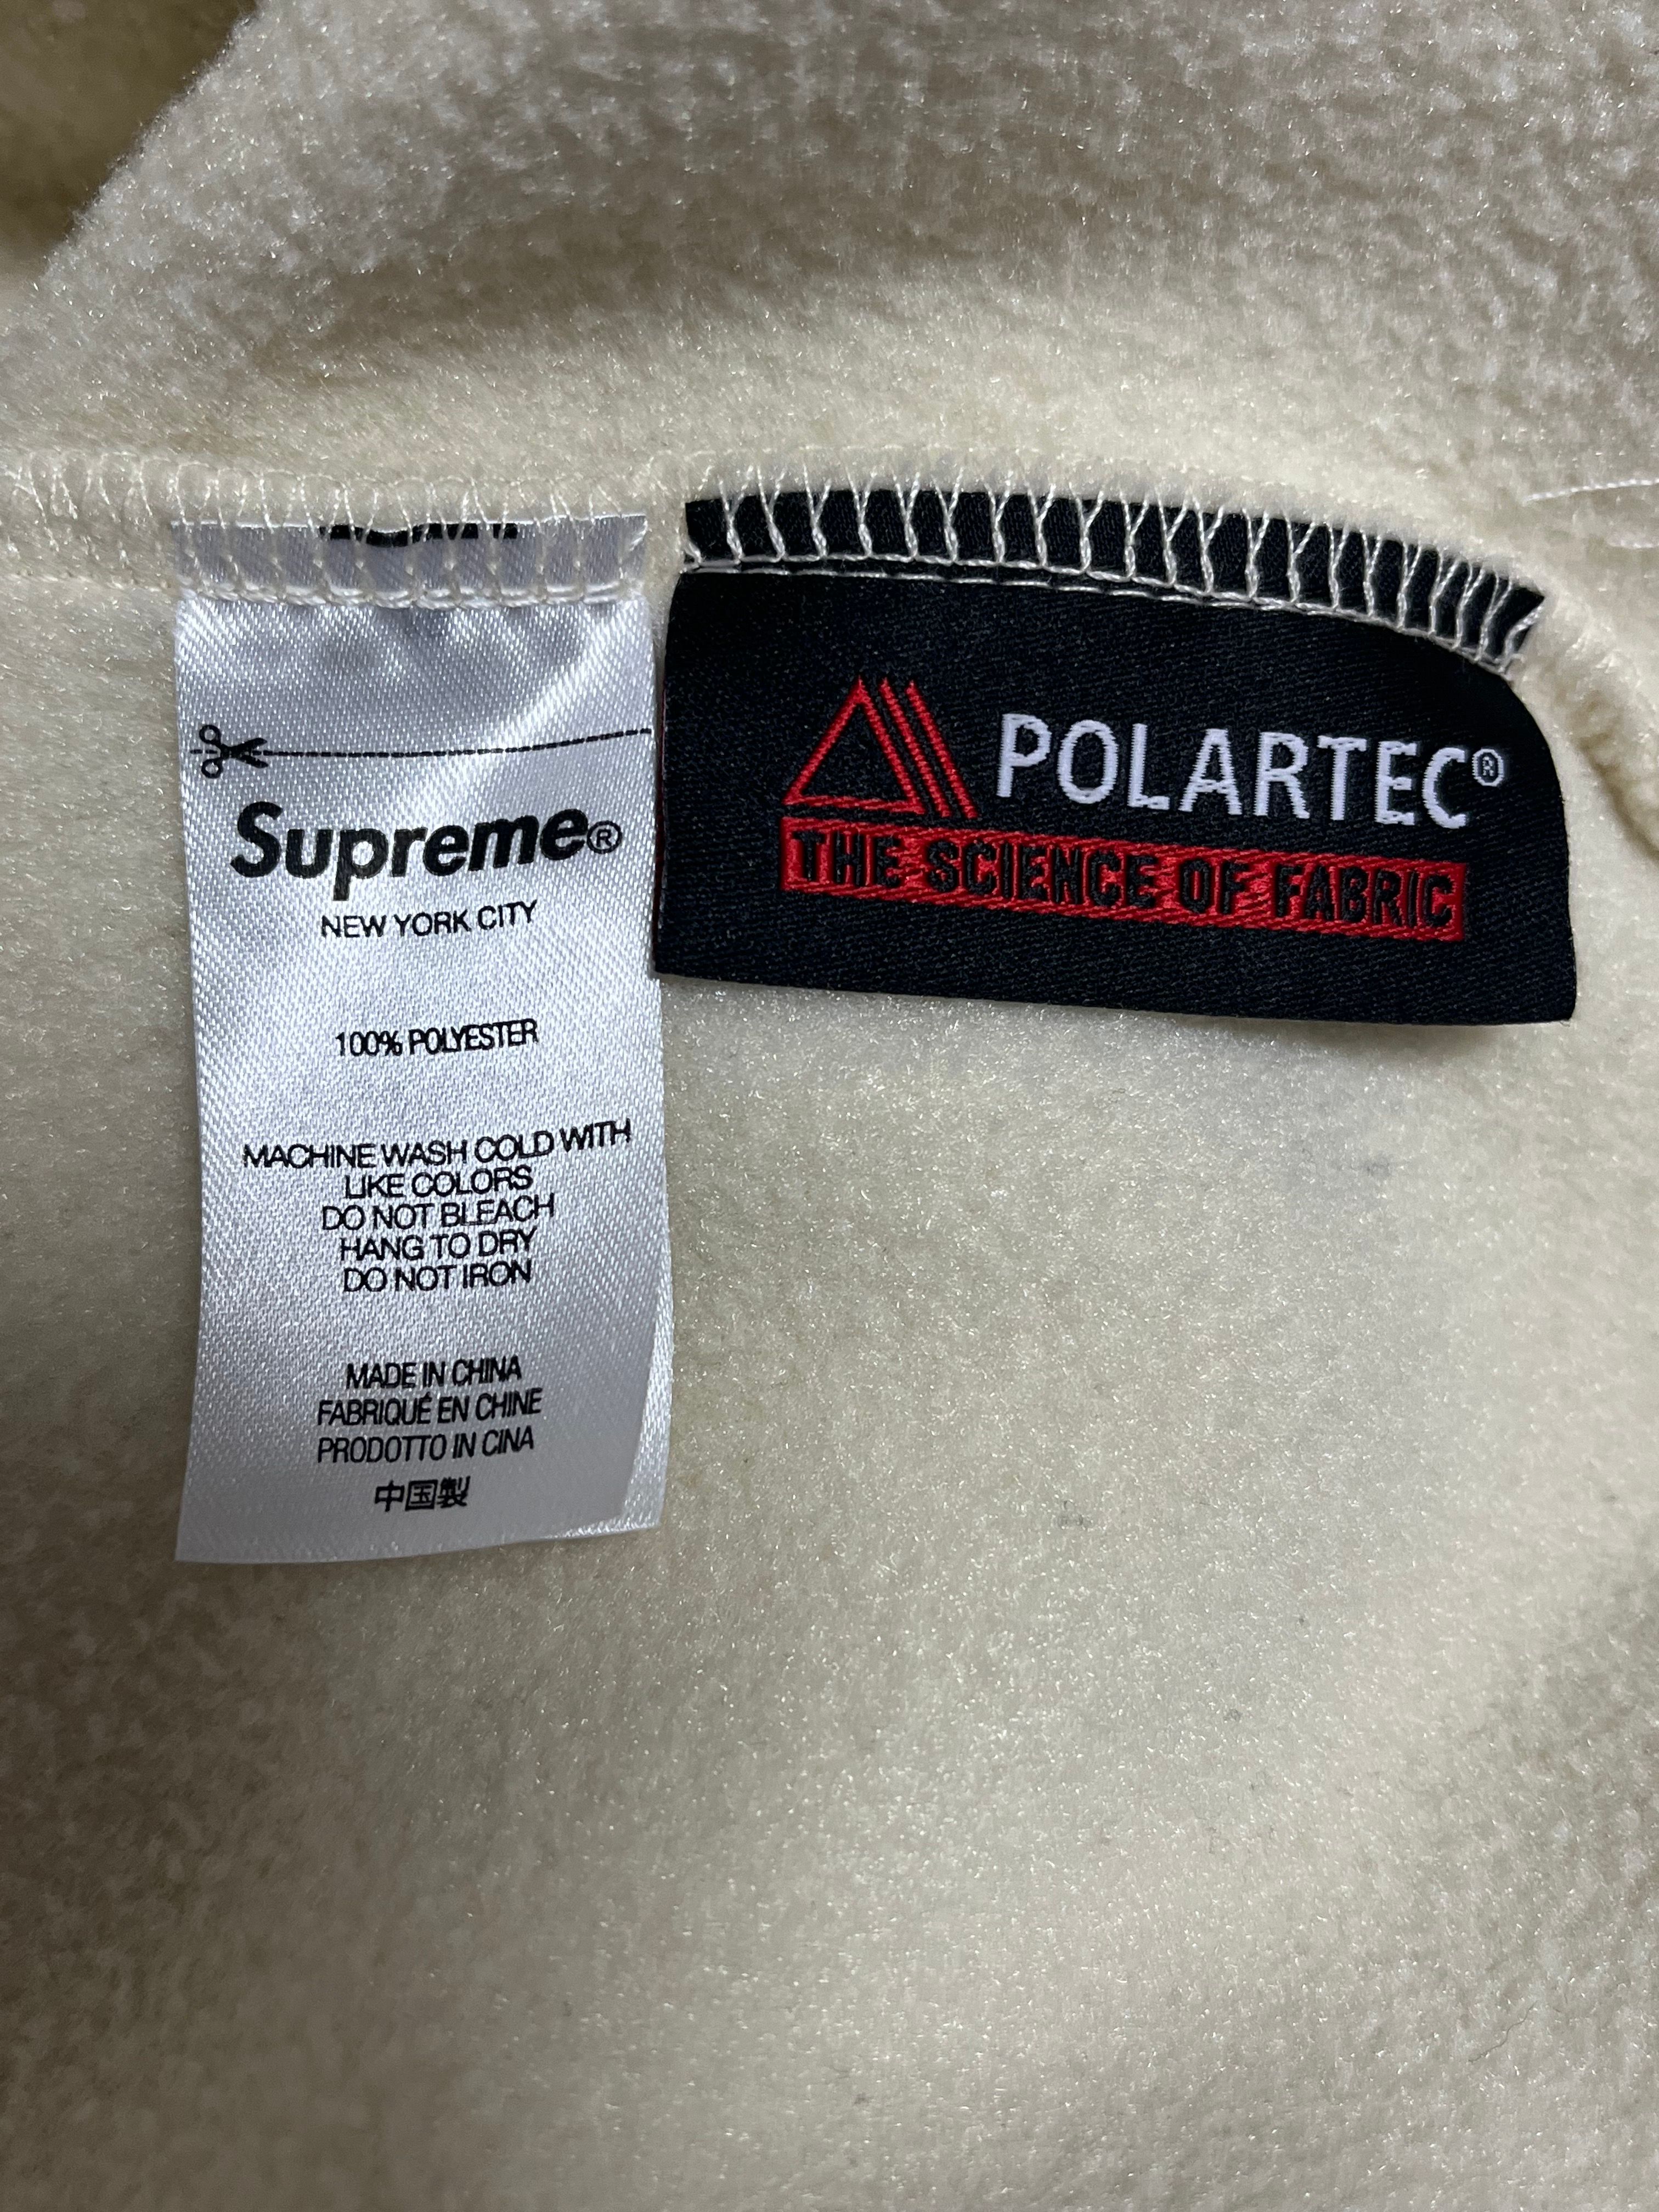 Supreme®
NEW YORK CITY
100% POLYESTER
MACHINE WASH COLD WITH
LIKE COLORS
DO NOT BLEACH
HANG TO DRY
DO NOT IRON
MADE IN CHINA
FABRIQUÉ EN CHINE
PRODOTTO IN CINA
中国製
POLARTEC®
THE SCIENCE OF FABRIC